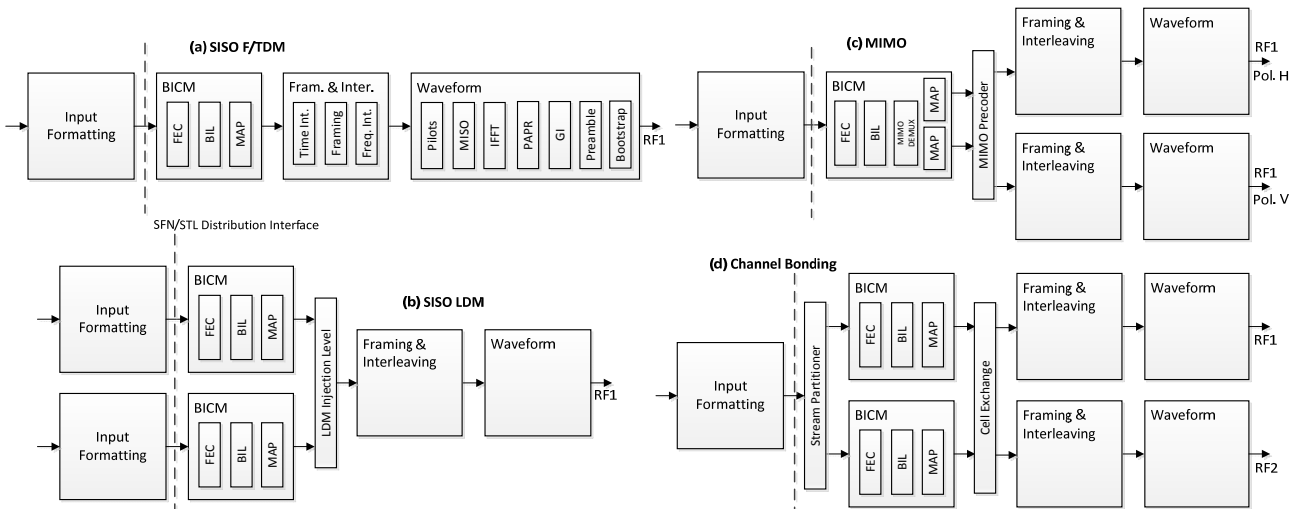 (a) SISO F/TDM
Input
Formatting
BICM
FEC
BIL
MAP
Fram. & Inter.
Time Int.
Framing
Freq. Int.
Waveform
Pilots
MISO
IFFT
PAPR
GI
Preamble
Bootstrap
RF1
SFN/STL Distribution Interface
(b) SISO LDM
Input
Formatting
BICM
FEC
BIL
MAP
Input
Formatting
BICM
FEC
BIL
MAP
LDM Injection Level
Framing &
Interleaving
Waveform
RF1
(c) MIMO
Input
Formatting
BICM
FEC
BIL
MIMO
DEMUX
MAP
MAP
MIMO Precoder
Framing &
Interleaving
Waveform
RF1
Pol. H
Framing &
Interleaving
Waveform
RF1
Pol. V
(d) Channel Bonding
Input
Formatting
Stream Partitioner
BICM
FEC
BIL
MAP
BICM
FEC
BIL
MAP
Cell Exchange
Framing &
Interleaving
Waveform
RF1
Framing &
Interleaving
Waveform
RF2